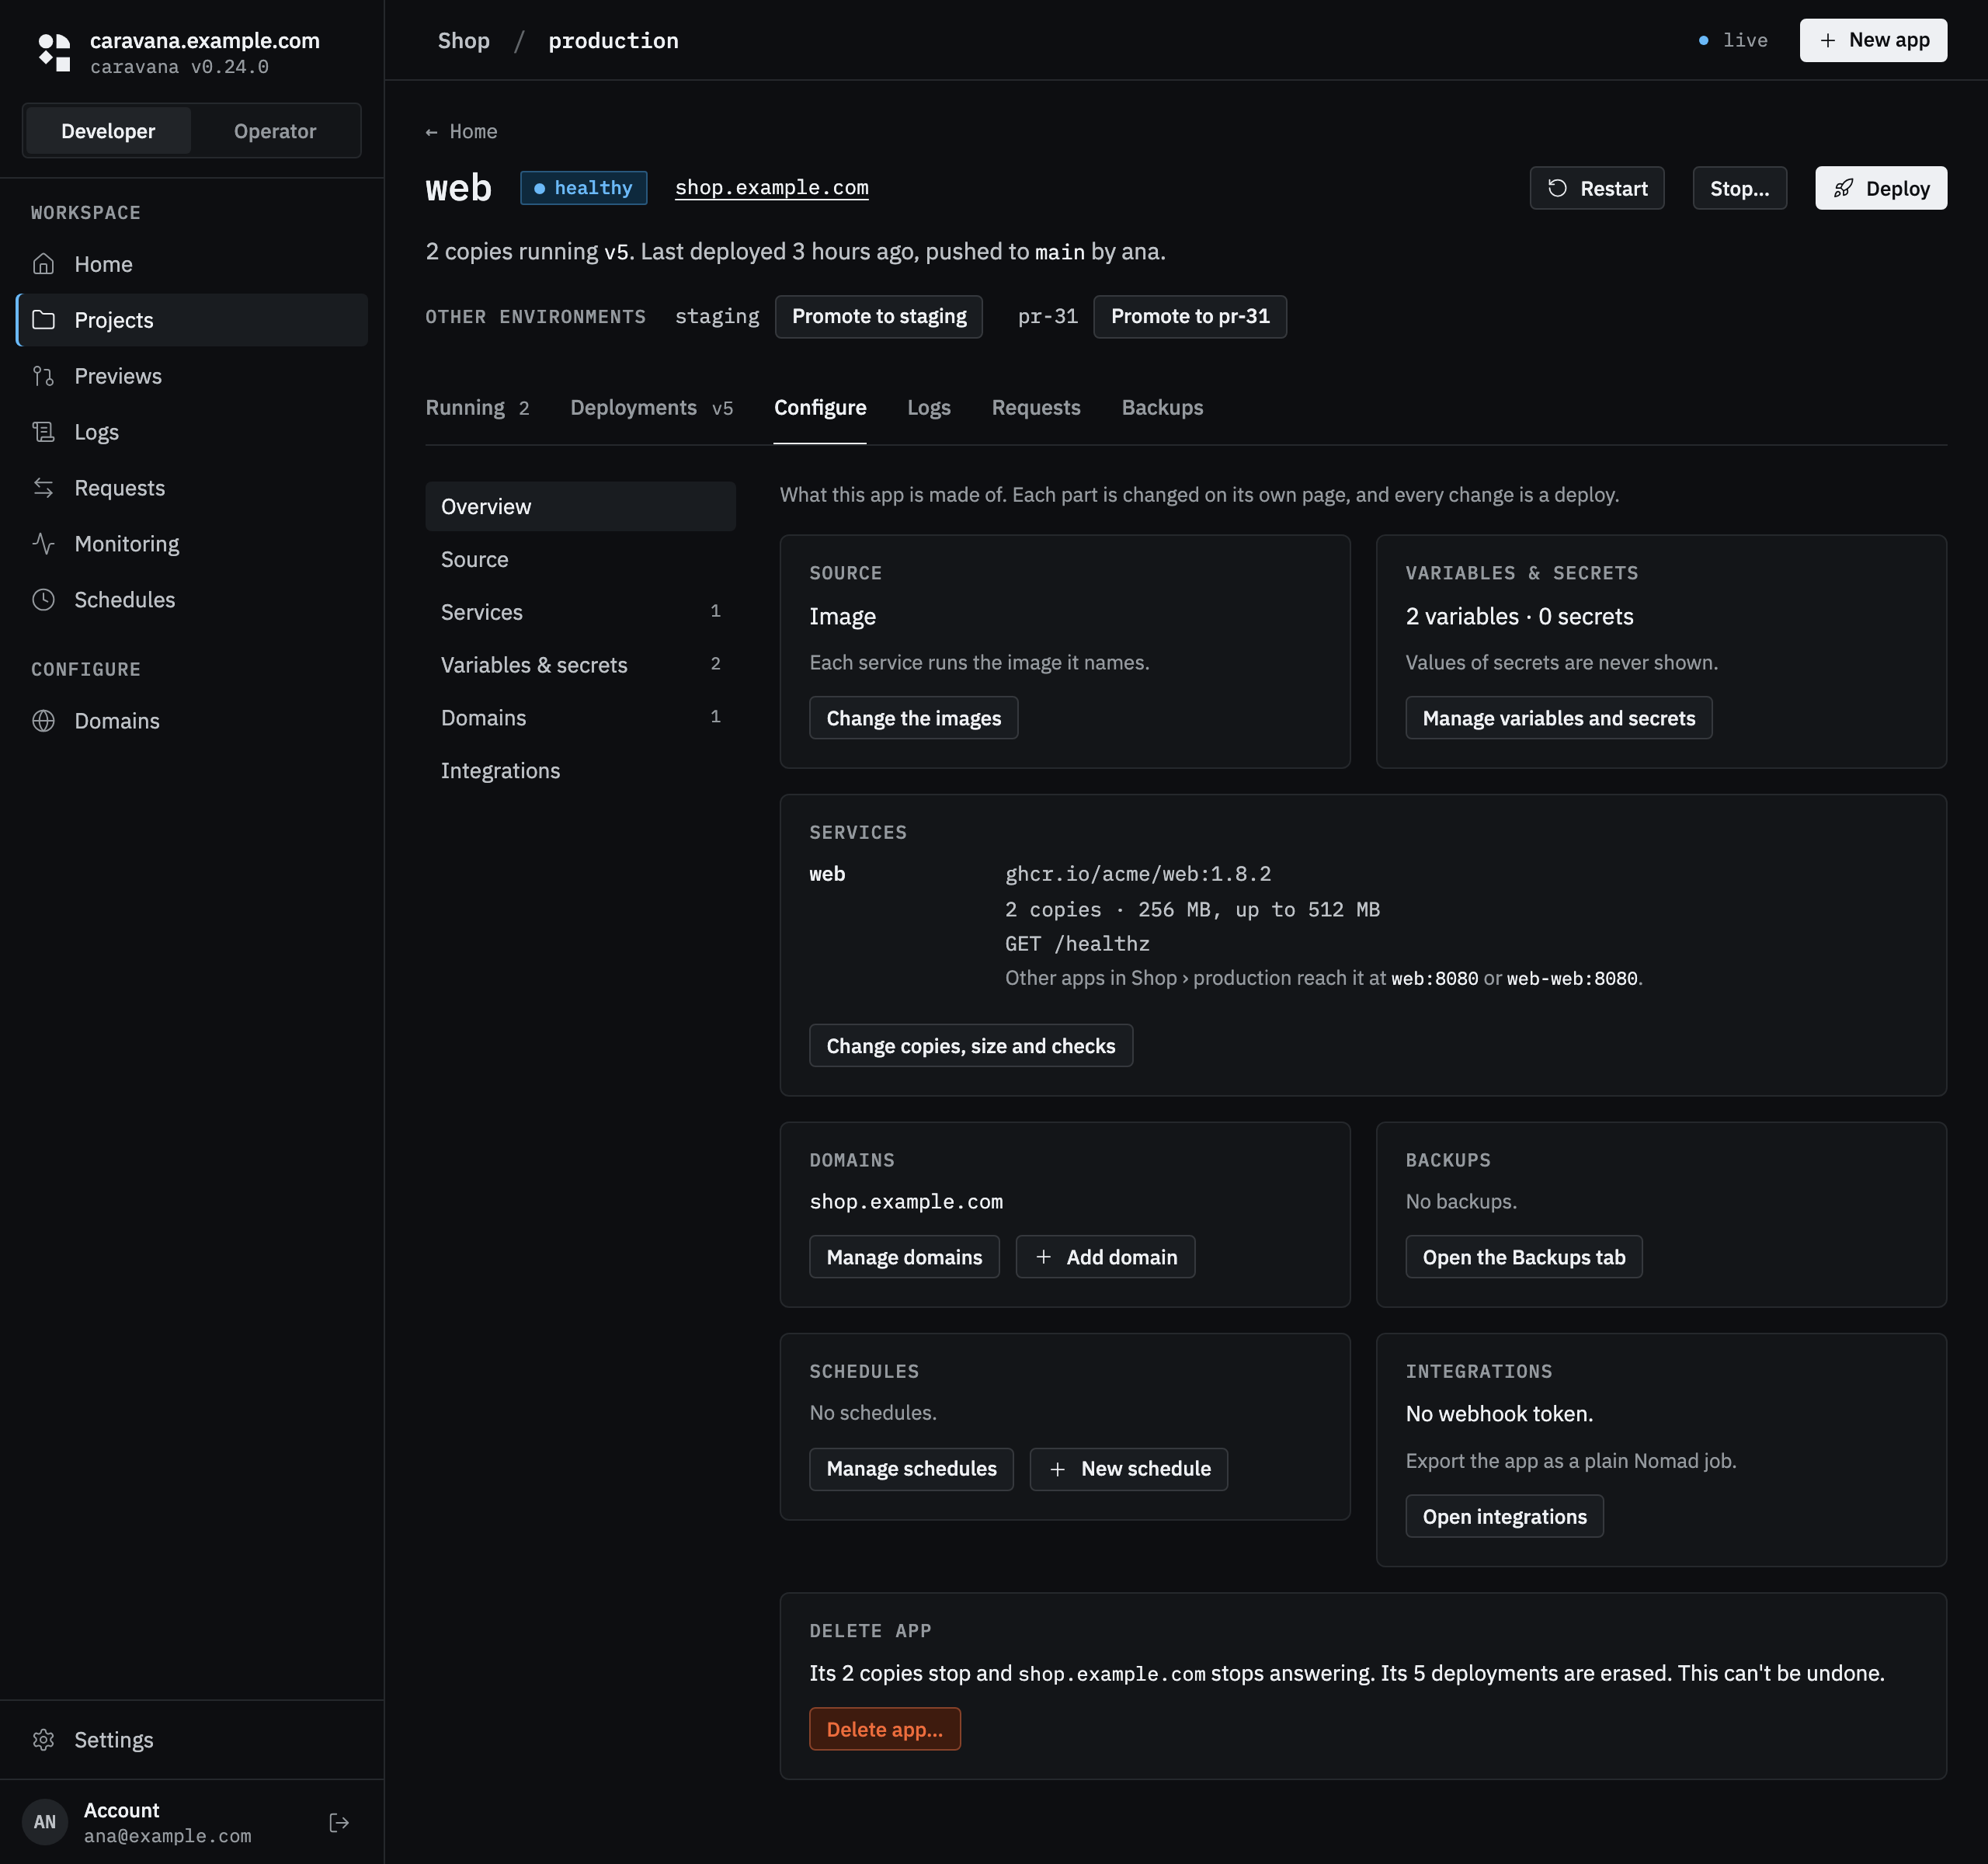 caravana.example.com
caravana v0.24.0
Developer
Operator
WORKSPACE
Home
Projects
Previews
Logs
Requests
Monitoring
Schedules
CONFIGURE
Domains
Settings
AN
Account
ana@example.com
Shop / production
live
+ New app
← Home
web
healthy
shop.example.com
Restart
Stop...
Deploy
2 copies running v5. Last deployed 3 hours ago, pushed to main by ana.
OTHER ENVIRONMENTS
staging
Promote to staging
pr-31
Promote to pr-31
Running 2
Deployments v5
Configure
Logs
Requests
Backups
Overview
Source
Services 1
Variables & secrets 2
Domains 1
Integrations
What this app is made of. Each part is changed on its own page, and every change is a deploy.
SOURCE
Image
Each service runs the image it names.
Change the images
VARIABLES & SECRETS
2 variables · 0 secrets
Values of secrets are never shown.
Manage variables and secrets
SERVICES
web
ghcr.io/acme/web:1.8.2
2 copies · 256 MB, up to 512 MB
GET /healthz
Other apps in Shop › production reach it at web:8080 or web-web:8080.
Change copies, size and checks
DOMAINS
shop.example.com
Manage domains
+ Add domain
BACKUPS
No backups.
Open the Backups tab
SCHEDULES
No schedules.
Manage schedules
+ New schedule
INTEGRATIONS
No webhook token.
Export the app as a plain Nomad job.
Open integrations
DELETE APP
Its 2 copies stop and shop.example.com stops answering. Its 5 deployments are erased. This can't be undone.
Delete app...